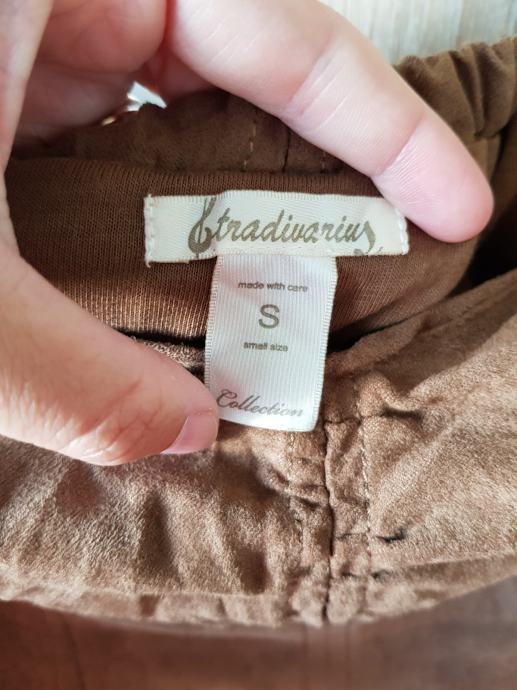 Stradivarius
made with care
S
small size
Collection